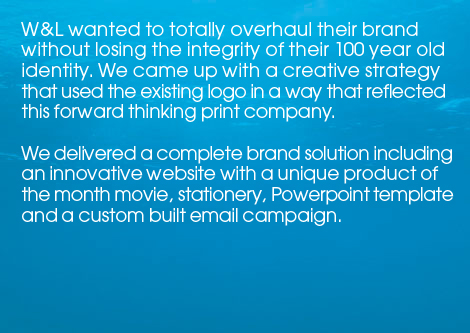 W&L wanted to totally overhaul their brand
without losing the integrity of their 100 year old
identity. We came up with a creative strategy
that used the existing logo in a way that reflected
this forward thinking print company.
We delivered a complete brand solution including
an innovative website with a unique product of
the month movie, stationery, Powerpoint template
and a custom built email campaign.